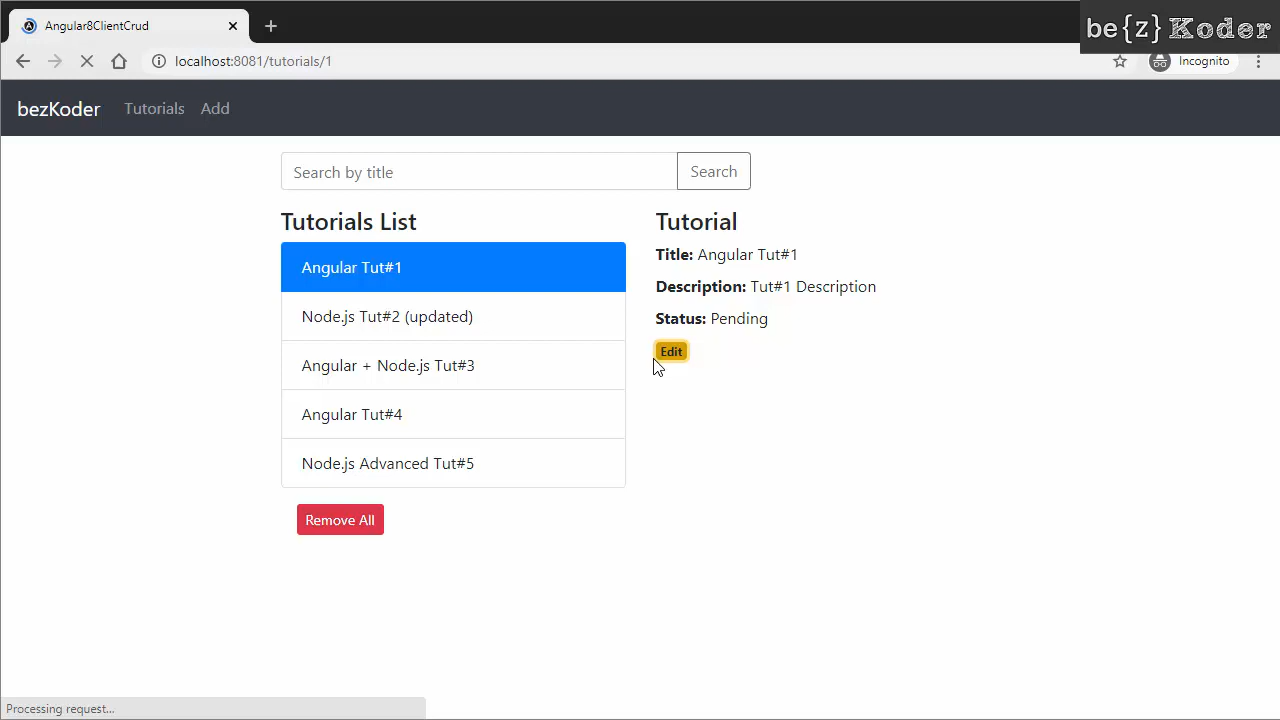 Angular8ClientCrud
be{z} Koder
localhost:8081/tutorials/1
Incognito
bezKoder Tutorials Add
Search by title Search
Tutorials List
Angular Tut#1
Node.js Tut#2 (updated)
Angular + Node.js Tut#3
Angular Tut#4
Node.js Advanced Tut#5
Remove All
Tutorial
Title: Angular Tut#1
Description: Tut#1 Description
Status: Pending
Edit
Processing request...